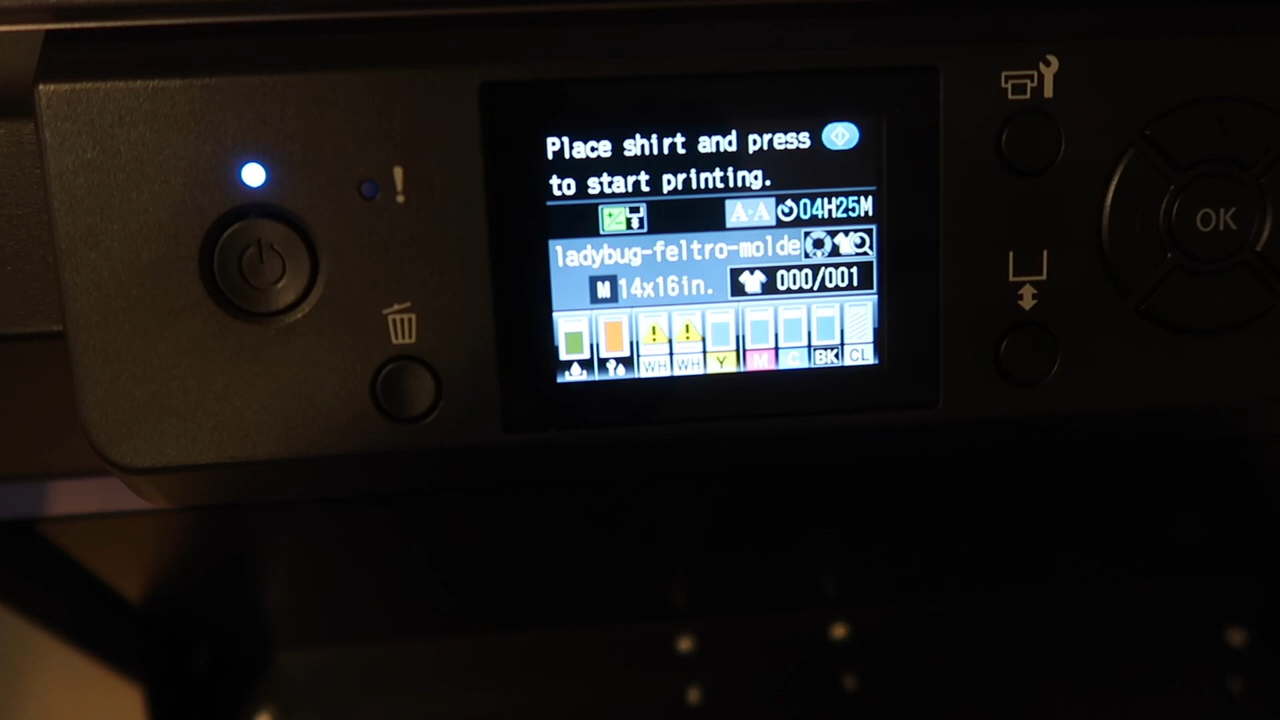 Place shirt and press
to start printing.
A▸A 04H25M
ladybug-feltro-molde
M 14x16in. 000/001
WH WH Y M C BK CL
!
OK